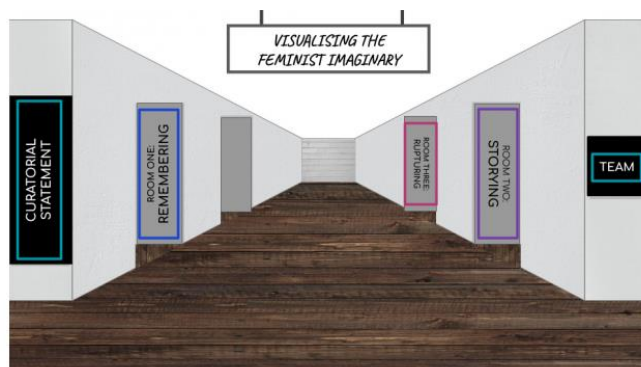 VISUALISING THE
FEMINIST IMAGINARY
CURATORIAL
STATEMENT
ROOM ONE:
REMEMBERING
ROOM THREE:
RUPTURING
ROOM TWO:
STORYING
TEAM